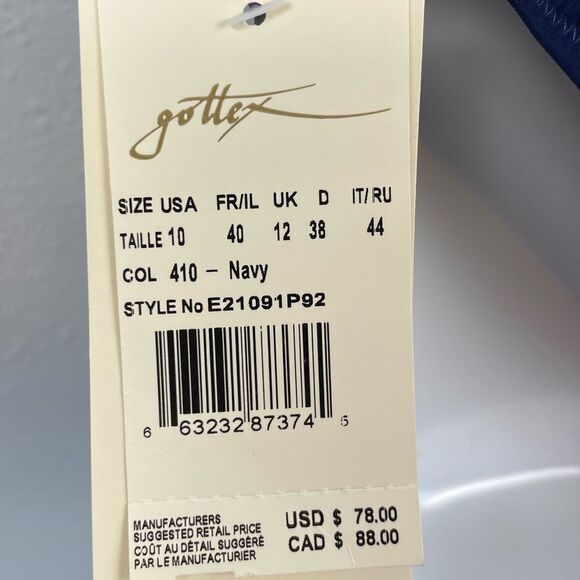 gottex
SIZE USA FR/IL UK D IT/RU
TAILLE 10 40 12 38 44
COL 410 - Navy
STYLE No E21091P92
6 63232 87374 5
MANUFACTURERS
SUGGESTED RETAIL PRICE
COÛT AU DÉTAIL SUGGÉRÉ
PAR LE MANUFACTURIER
USD $ 78.00
CAD $ 88.00